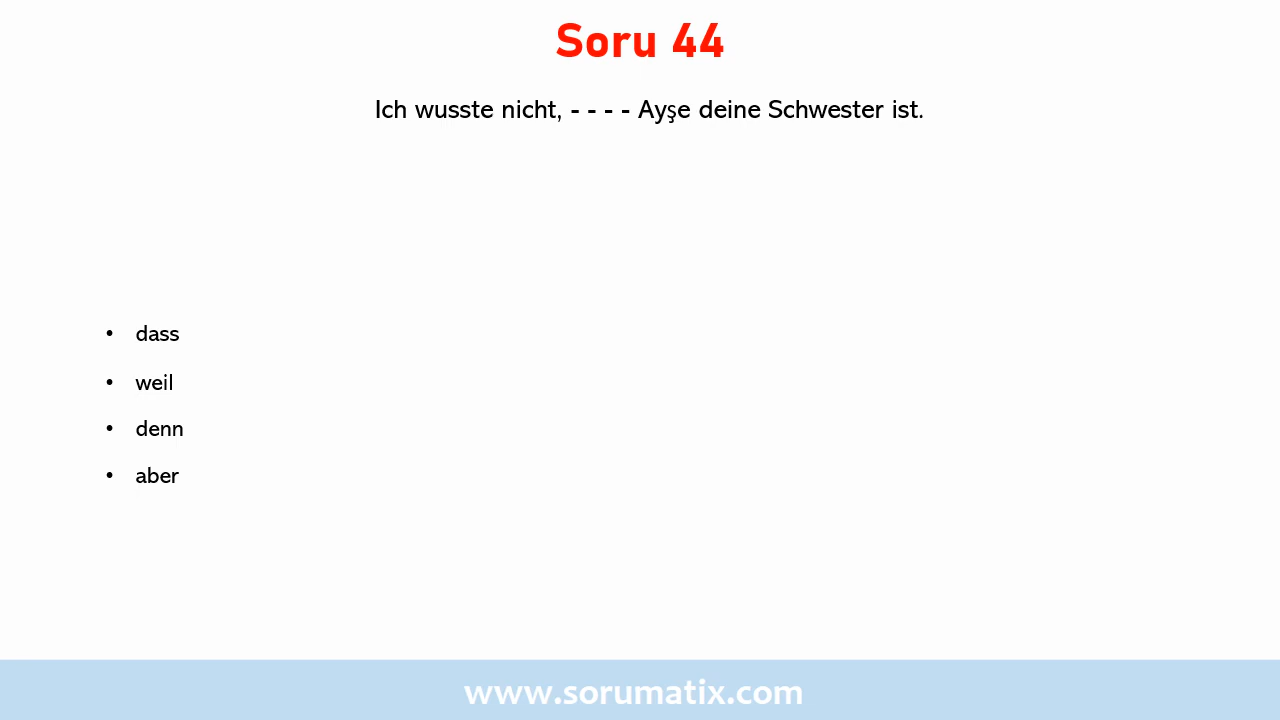 Soru 44
Ich wusste nicht, - - - - Ayşe deine Schwester ist.
• dass
• weil
• denn
• aber
www.sorumatix.com